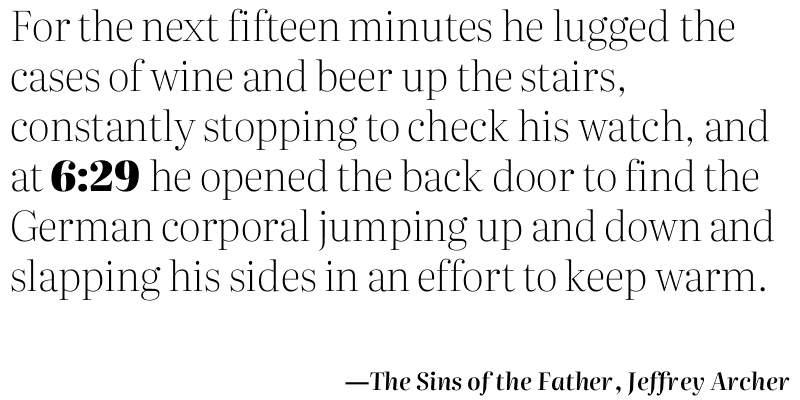 For the next fifteen minutes he lugged the
cases of wine and beer up the stairs,
constantly stopping to check his watch, and
at 6:29 he opened the back door to find the
German corporal jumping up and down and
slapping his sides in an effort to keep warm.
—The Sins of the Father, Jeffrey Archer